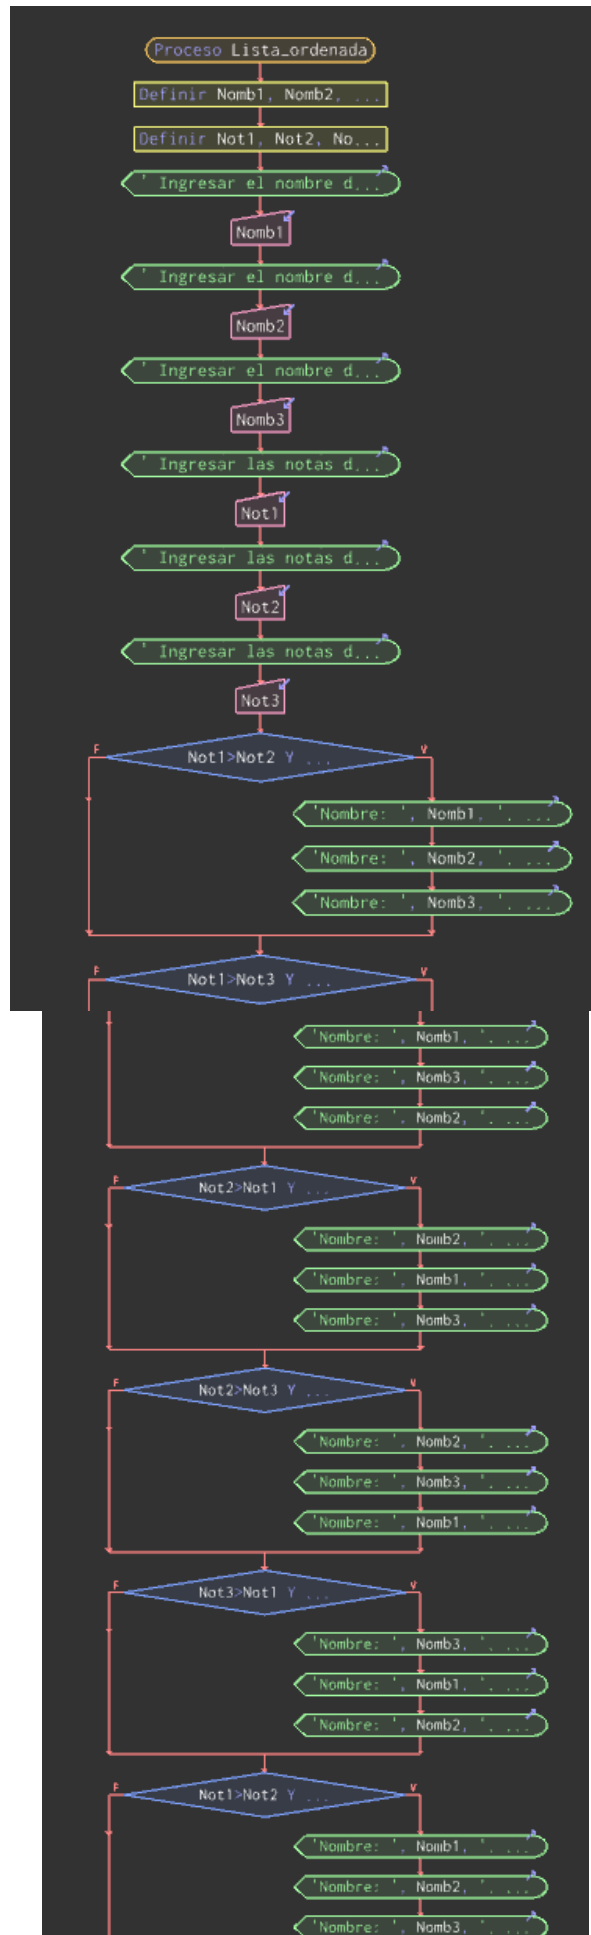 Proceso Lista_ordenada
Definir Nomb1, Nomb2, ...
Definir Not1, Not2, No...
' Ingresar el nombre d...
Nomb1
' Ingresar el nombre d...
Nomb2
' Ingresar el nombre d...
Nomb3
' Ingresar las notas d...
Not1
' Ingresar las notas d...
Not2
' Ingresar las notas d...
Not3
F
Not1>Not2 Y ...
V
'Nombre: ', Nomb1, '. ...
'Nombre: ', Nomb2, '. ...
'Nombre: ', Nomb3, '. ...
F
Not1>Not3 Y ...
V
'Nombre: ', Nomb1, '. ...
'Nombre: ', Nomb3, '. ...
'Nombre: ', Nomb2, '. ...
F
Not2>Not1 Y ...
V
'Nombre: ', Nomb2, '. ...
'Nombre: ', Nomb1, '. ...
'Nombre: ', Nomb3, '. ...
F
Not2>Not3 Y ...
V
'Nombre: ', Nomb2, '. ...
'Nombre: ', Nomb3, '. ...
'Nombre: ', Nomb1, '. ...
F
Not3>Not1 Y ...
V
'Nombre: ', Nomb3, '. ...
'Nombre: ', Nomb1, '. ...
'Nombre: ', Nomb2, '. ...
F
Not1>Not2 Y ...
V
'Nombre: ', Nomb1, '. ...
'Nombre: ', Nomb2, '. ...
'Nombre: ', Nomb3, '. ...